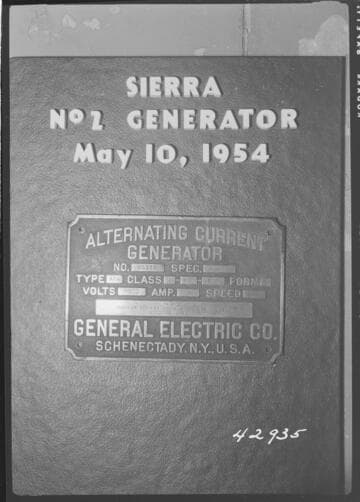 SIERRA
Nº 2 GENERATOR
May 10, 1954
ALTERNATING CURRENT
GENERATOR
NO. SPEC.
TYPE CLASS FORM
VOLTS AMP. SPEED
GENERAL ELECTRIC CO.
SCHENECTADY, N.Y., U.S.A.
42935